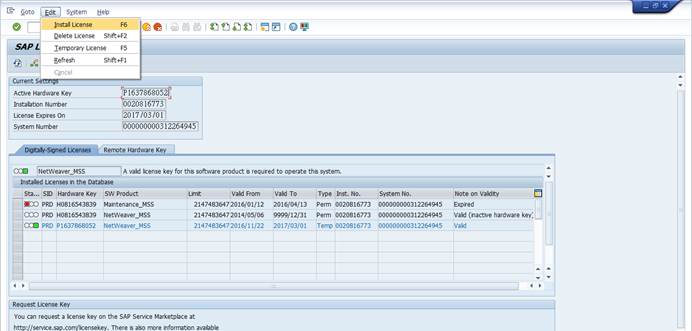 Goto Edit System Help
Install License F6
Delete License Shift+F2
Temporary License F5
Refresh Shift+F1
Cancel
SAP L
Current Settings
Active Hardware Key P1637868052
Installation Number 0020816773
License Expires On 2017/03/01
System Number 000000000312264945
Digitally-Signed Licenses Remote Hardware Key
NetWeaver_MSS A valid license key for this software product is required to operate this system.
Installed Licenses in the Database
Sta... SID Hardware Key SW Product Limit Valid From Valid To Type Inst. No. System No. Note on Validity
PRD H0816543839 Maintenance_MSS 2147483647 2016/01/12 2016/04/13 Perm 0020816773 000000000312264945 Expired
PRD H0816543839 NetWeaver_MSS 2147483647 2014/05/06 9999/12/31 Perm 0020816773 000000000312264945 Valid (inactive hardware key)
PRD P1637868052 NetWeaver_MSS 2147483647 2016/11/22 2017/03/01 Temp 0020816773 000000000312264945 Valid
Request License Key
You can request a license key on the SAP Service Marketplace at
http://service.sap.com/licensekey. There is also more information available